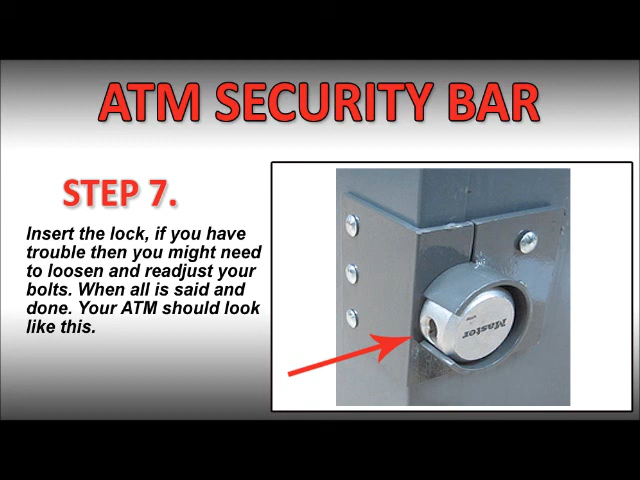 ATM SECURITY BAR
STEP 7.
Insert the lock, if you have
trouble then you might need
to loosen and readjust your
bolts. When all is said and
done. Your ATM should look
like this.
Master